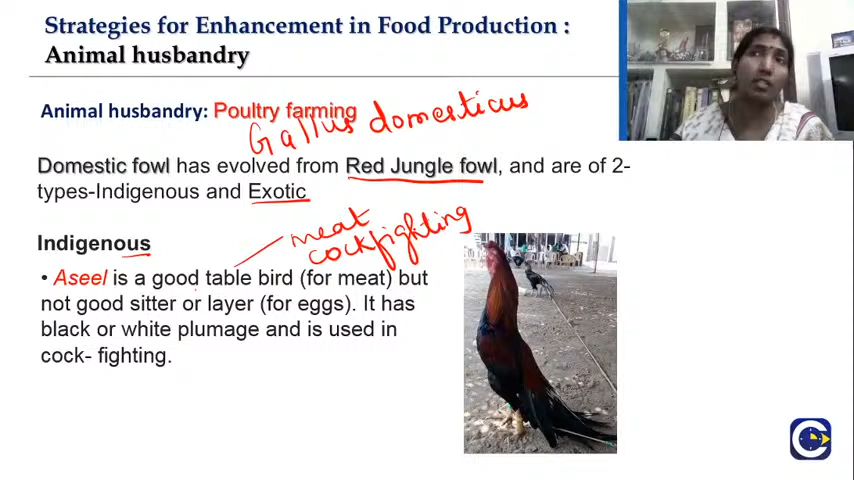 Strategies for Enhancement in Food Production :
Animal husbandry
Animal husbandry: Poultry farming
Gallus domesticus
Domestic fowl has evolved from Red Jungle fowl, and are of 2-
types-Indigenous and Exotic
Indigenous
meat
cockfighting
• Aseel is a good table bird (for meat) but
not good sitter or layer (for eggs). It has
black or white plumage and is used in
cock- fighting.